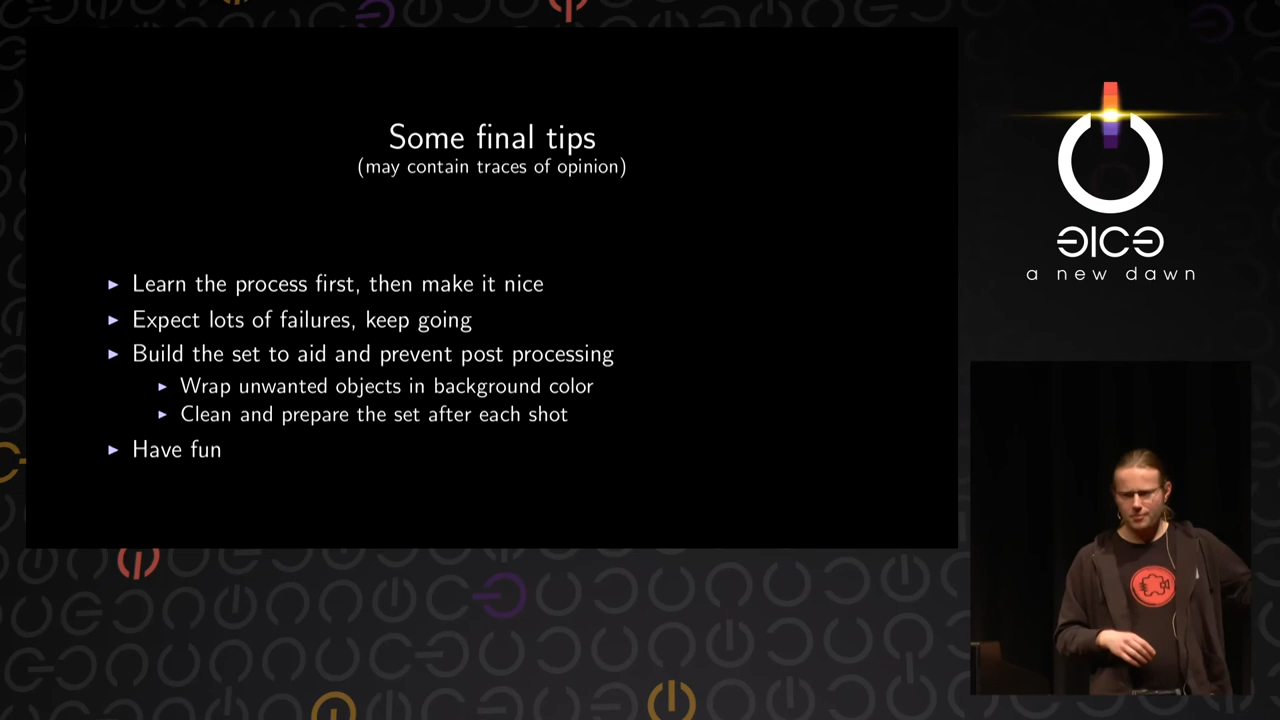 Some final tips
(may contain traces of opinion)
Learn the process first, then make it nice
Expect lots of failures, keep going
Build the set to aid and prevent post processing
Wrap unwanted objects in background color
Clean and prepare the set after each shot
Have fun
ƎICƎ
a new dawn